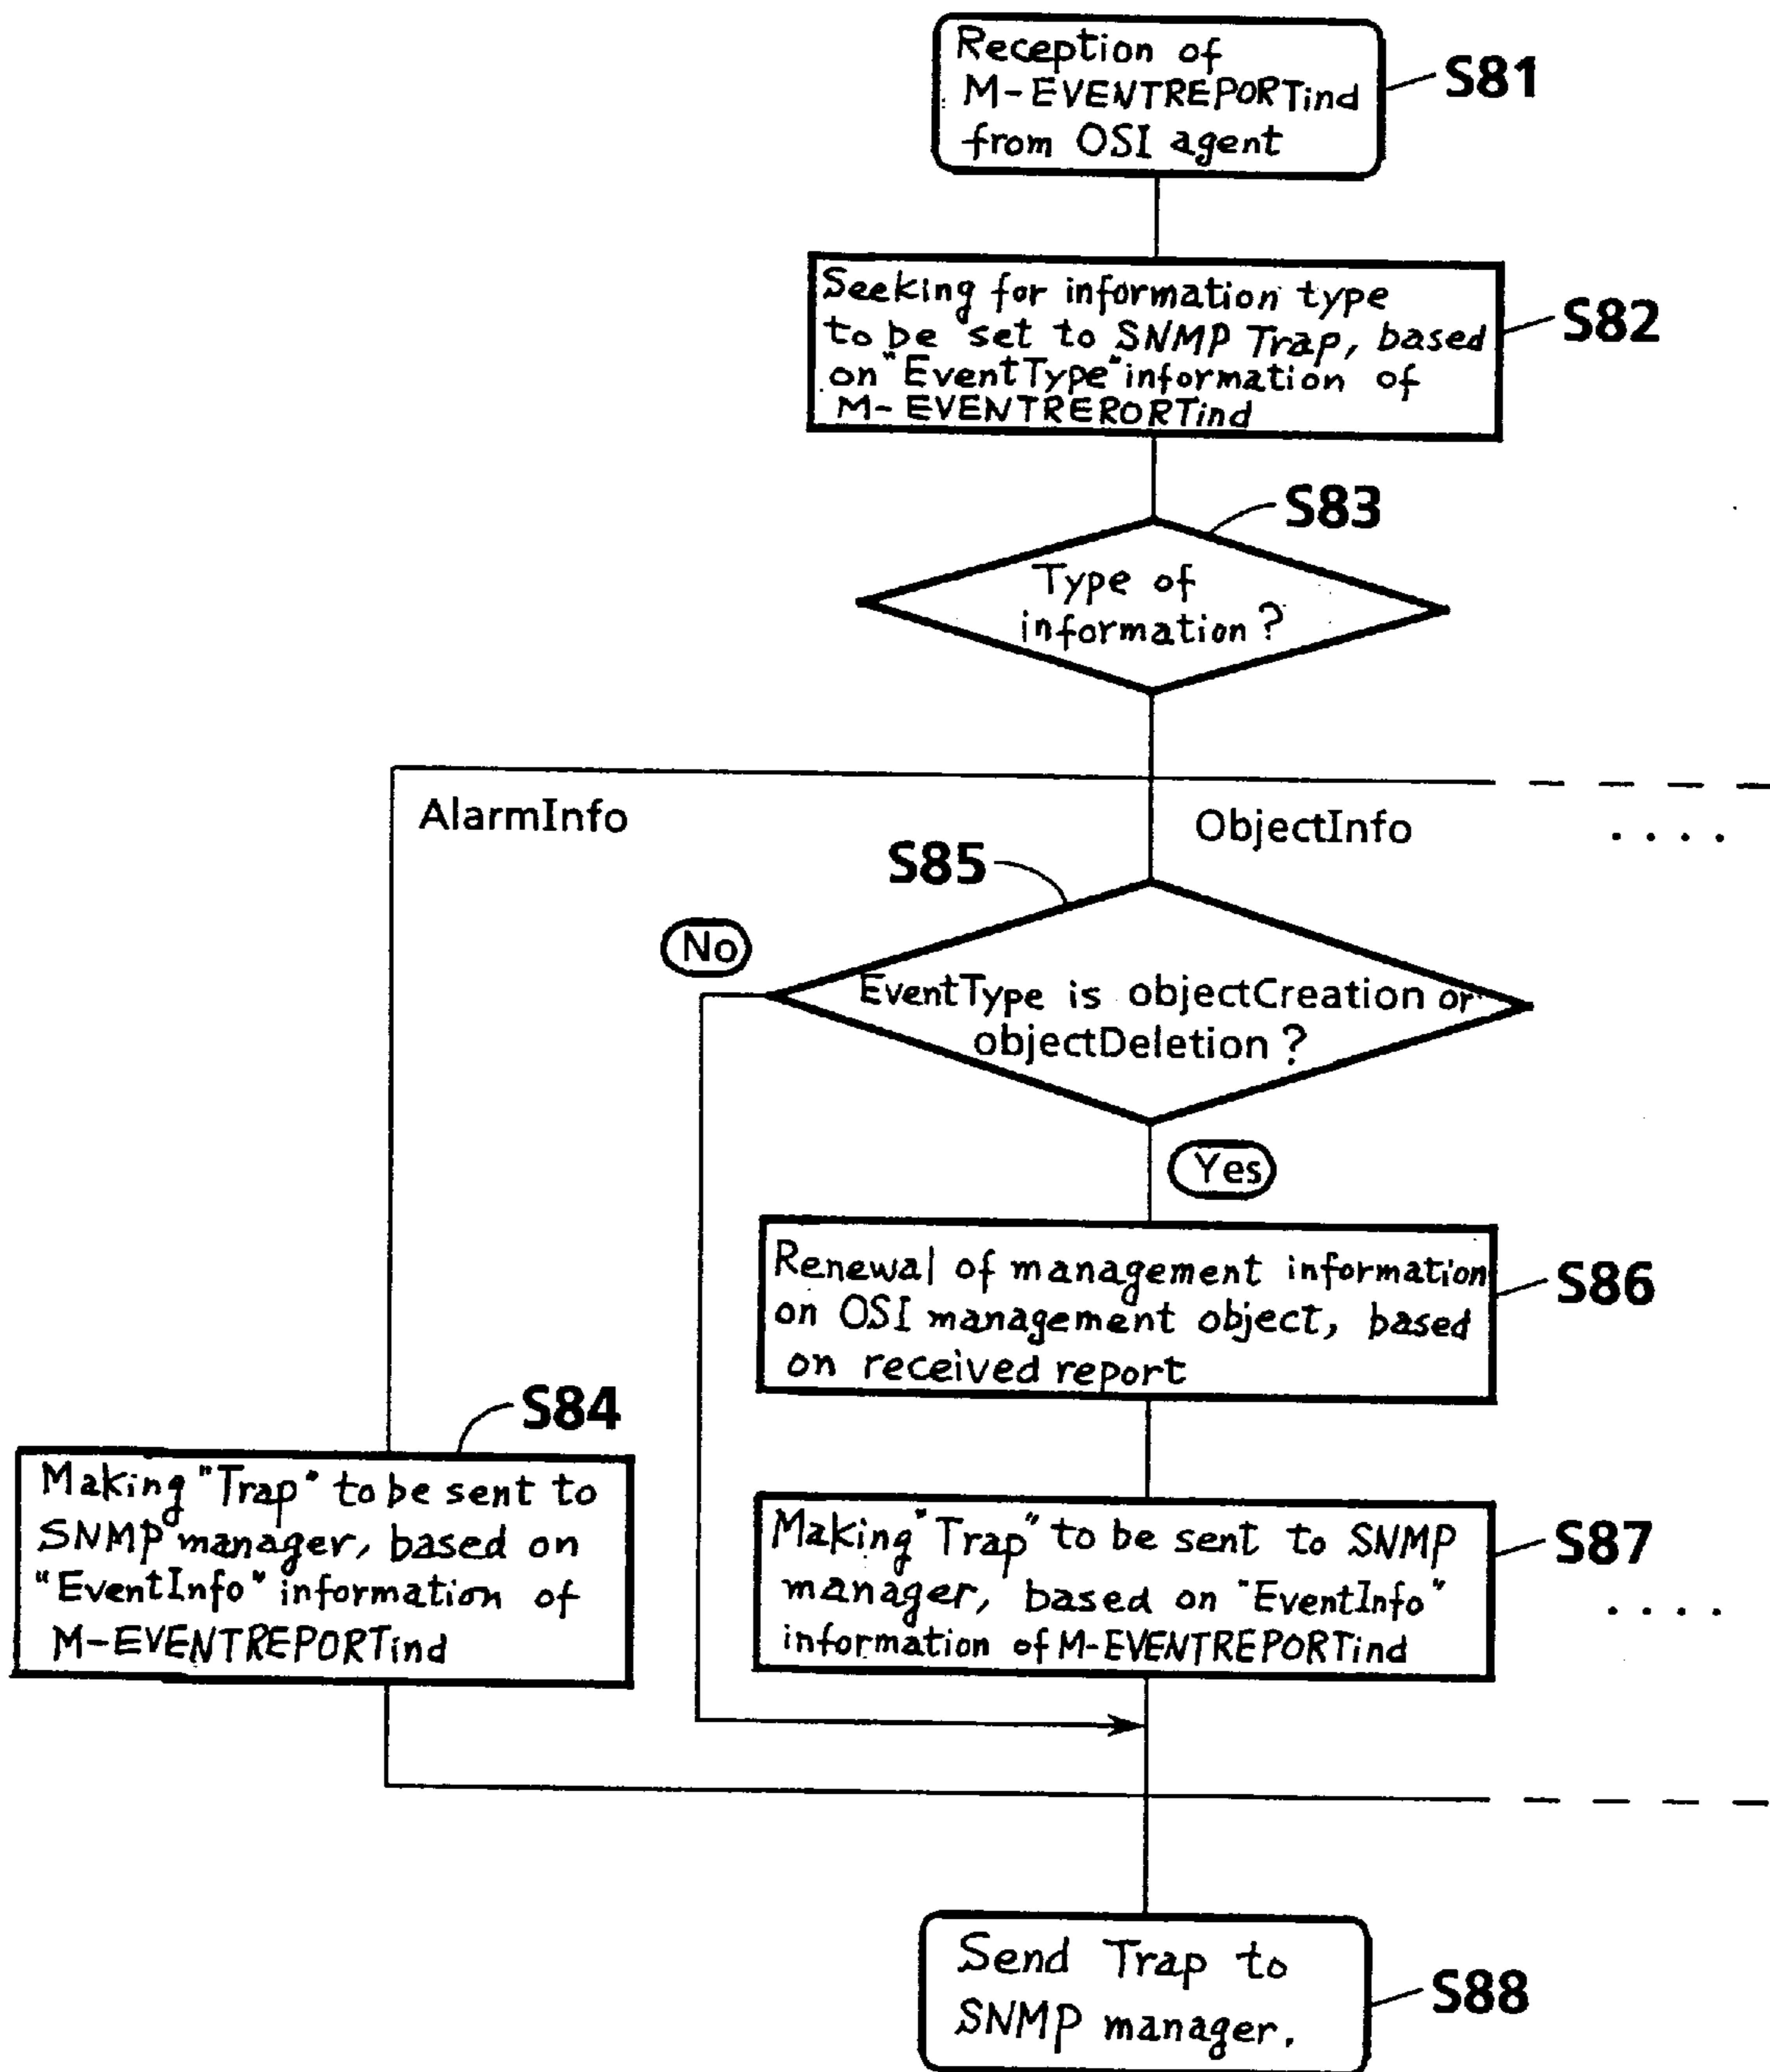 Reception of
M-EVENTREPORTind
from OSI agent
S81
Seeking for information type
to be set to SNMP Trap, based
on "EventType" information of
M-EVENTRERORTind
S82
S83
Type of
information?
AlarmInfo
ObjectInfo
. . . .
S85
No
EventType is objectCreation or
objectDeletion?
Yes
Renewal of management information
on OSI management object, based
on received report
S86
S84
Making "Trap" to be sent to
SNMP manager, based on
"EventInfo" information of
M-EVENTREPORTind
Making "Trap" to be sent to SNMP
manager, based on "EventInfo"
information of M-EVENTREPORTind
S87
. . . .
Send Trap to
SNMP manager.
S88